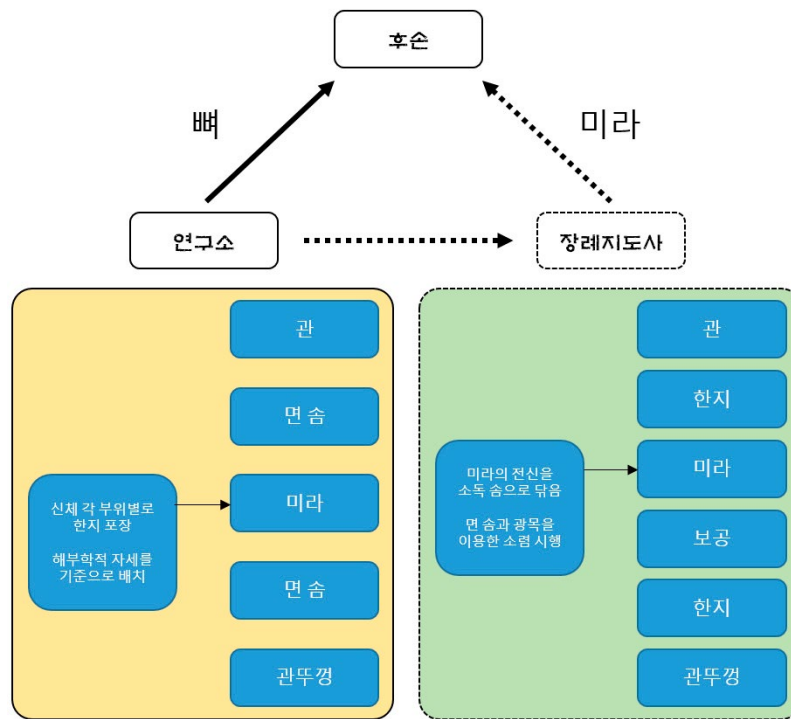 후손
뼈
미라
연구소
장례지도사
관
면 솜
신체 각 부위별로
한지 포장
해부학적 자세를
기준으로 배치
미라
면 솜
관뚜껑
관
한지
미라의 전신을
소독 솜으로 닦음
면 솜과 광목을
이용한 소렴 시행
미라
보공
한지
관뚜껑